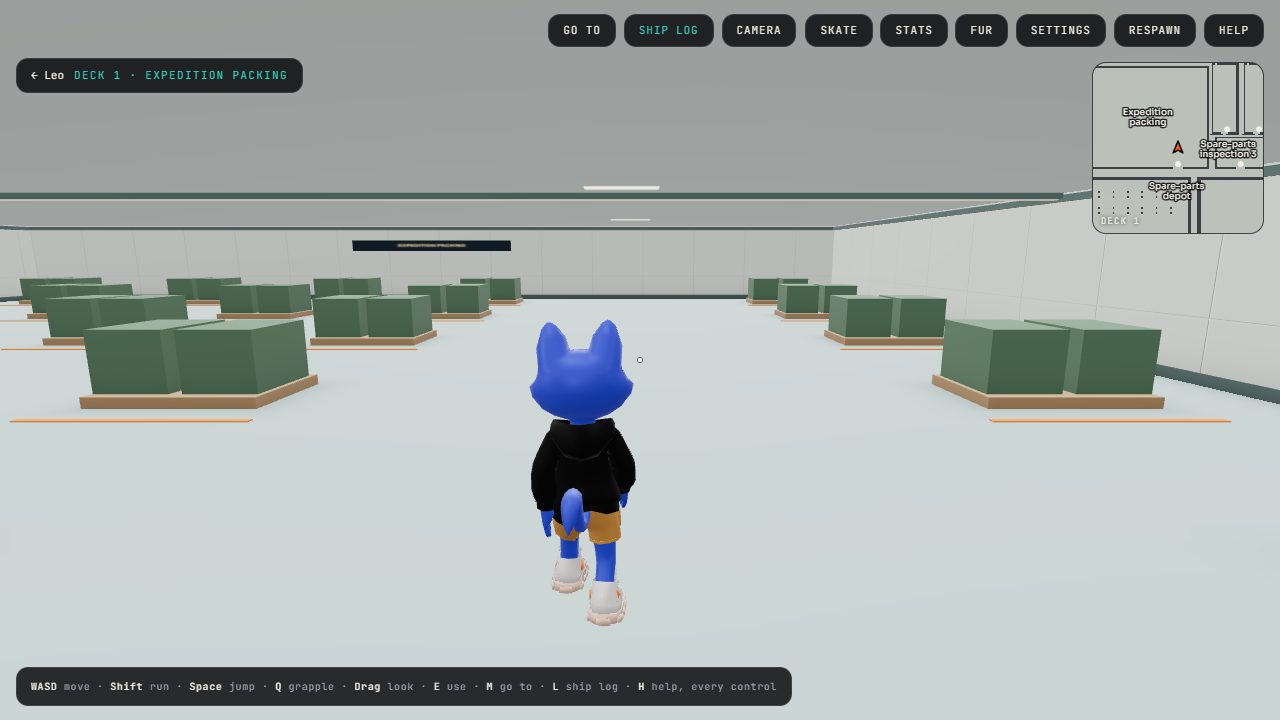 GO TO
SHIP LOG
CAMERA
SKATE
STATS
FUR
SETTINGS
RESPAWN
HELP
← Leo DECK 1 · EXPEDITION PACKING
Expedition
packing
Spare-parts
inspection 3
Spare-parts
depot
DECK 1
EXPEDITION PACKING
WASD move · Shift run · Space jump · Q grapple · Drag look · E use · M go to · L ship log · H help, every control